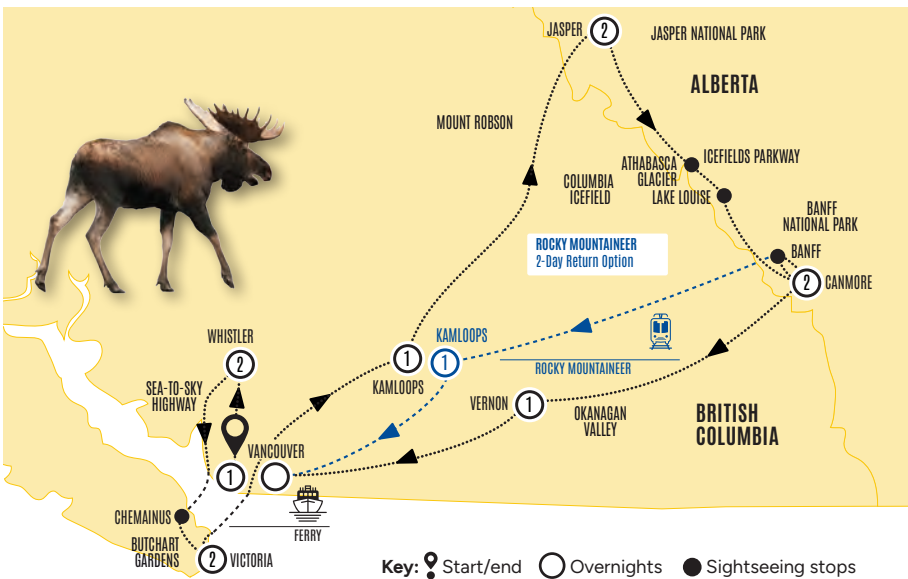 JASPER
2
JASPER NATIONAL PARK
ALBERTA
MOUNT ROBSON
ATHABASCA
GLACIER
ICEFIELDS PARKWAY
COLUMBIA
ICEFIELD
LAKE LOUISE
BANFF
NATIONAL PARK
BANFF
ROCKY MOUNTAINEER
2-Day Return Option
2
CANMORE
WHISTLER
2
KAMLOOPS
1
1
KAMLOOPS
ROCKY MOUNTAINEER
SEA-TO-SKY
HIGHWAY
VERNON
1
OKANAGAN
VALLEY
BRITISH
COLUMBIA
VANCOUVER
1
CHEMAINUS
FERRY
BUTCHART
GARDENS
2
VICTORIA
Key: Start/end Overnights Sightseeing stops